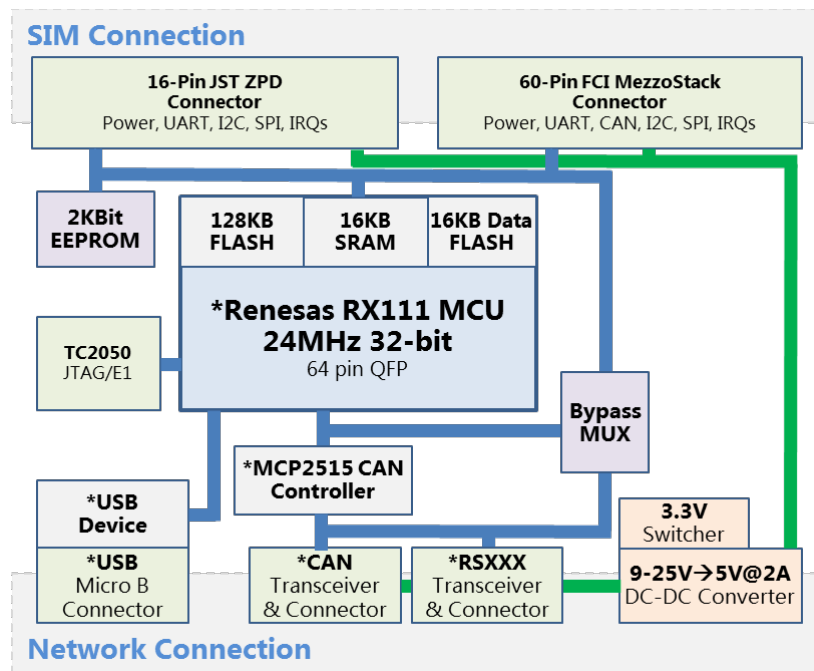 SIM Connection
16-Pin JST ZPD
Connector
Power, UART, I2C, SPI, IRQs
60-Pin FCI MezzoStack
Connector
Power, UART, CAN, I2C, SPI, IRQs
2KBit
EEPROM
128KB
FLASH
16KB
SRAM
16KB Data
FLASH
*Renesas RX111 MCU
24MHz 32-bit
64 pin QFP
TC2050
JTAG/E1
Bypass
MUX
*MCP2515 CAN
Controller
*USB
Device
*USB
Micro B
Connector
*CAN
Transceiver
& Connector
*RSXXX
Transceiver
& Connector
3.3V
Switcher
9-25V→5V@2A
DC-DC Converter
Network Connection